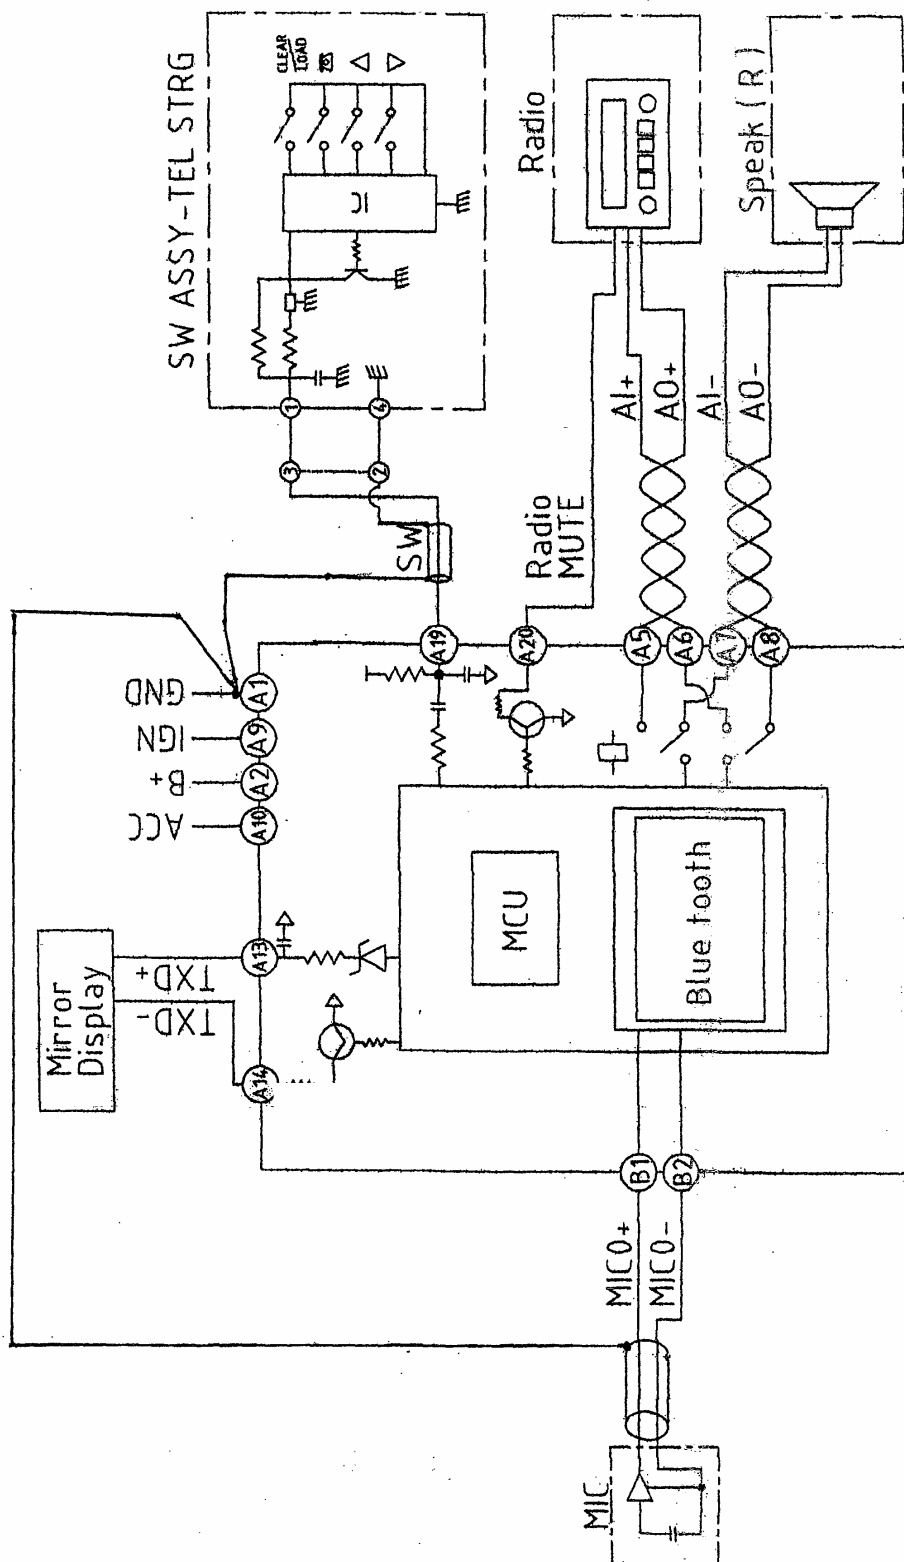 SW ASSY-TEL STRG
CLEAR
LOAD
IC
1
4
3
2
SW
Radio
Speak(R)
Radio
MUTE
AI+
AO+
AI-
AO-
GND
IGN
B+
ACC
A1
A9
A2
A10
A19
A20
A5
A6
A7
A8
Mirror
Display
TXD+
TXD-
A13
A14
MCU
Blue tooth
B1
B2
MICO+
MICO-
MIC